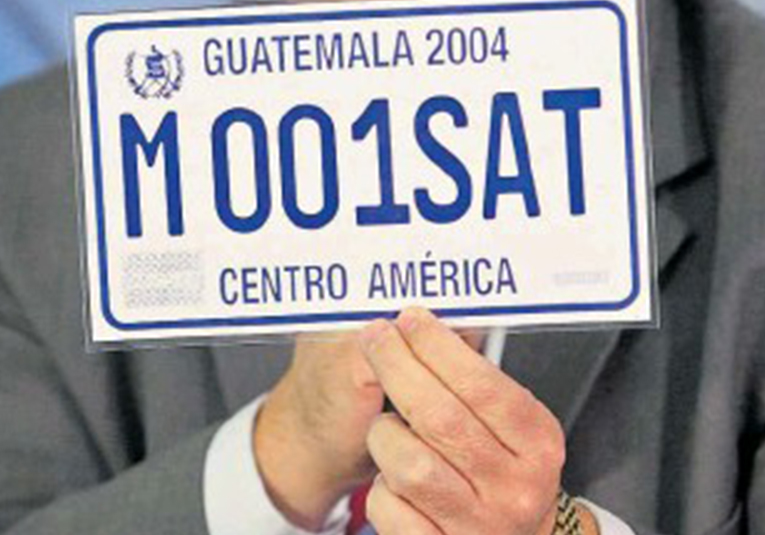 GUATEMALA 2004
M 001SAT
CENTRO AMÉRICA